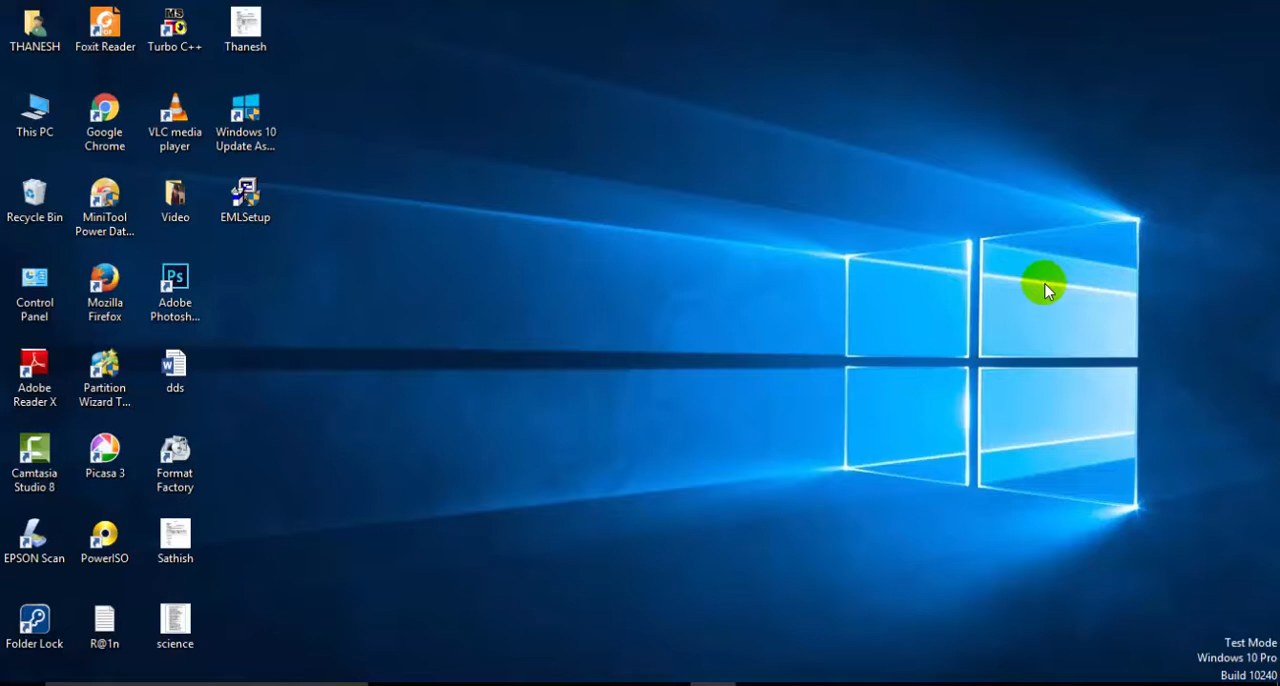 THANESH
Foxit Reader
Turbo C++
Thanesh
This PC
Google
Chrome
VLC media
player
Windows 10
Update As...
Recycle Bin
MiniTool
Power Dat...
Video
EMLSetup
Control
Panel
Mozilla
Firefox
Ps
Adobe
Photosh...
Adobe
Reader X
Partition
Wizard T...
dds
Camtasia
Studio 8
Picasa 3
Format
Factory
EPSON Scan
PowerISO
Sathish
Folder Lock
R@1n
science
Test Mode
Windows 10 Pro
Build 10240